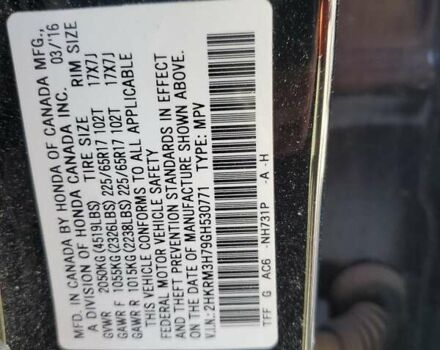 MFD. IN CANADA BY HONDA OF CANADA MFG.,
A DIVISION OF HONDA CANADA INC. 03/'16
TIRE SIZE RIM SIZE
GVWR 2050KG(4519LBS)
GAWR F 1055KG(2326LBS) 225/65R17 102T 17X7J
GAWR R 1015KG(2238LBS) 225/65R17 102T 17X7J
THIS VEHICLE CONFORMS TO ALL APPLICABLE
FEDERAL MOTOR VEHICLE SAFETY
AND THEFT PREVENTION STANDARDS IN EFFECT
ON THE DATE OF MANUFACTURE SHOWN ABOVE.
V.I.N.: 2HKRM3H79GH530771 TYPE: MPV
TFF G AC6 -NH731P -A -H